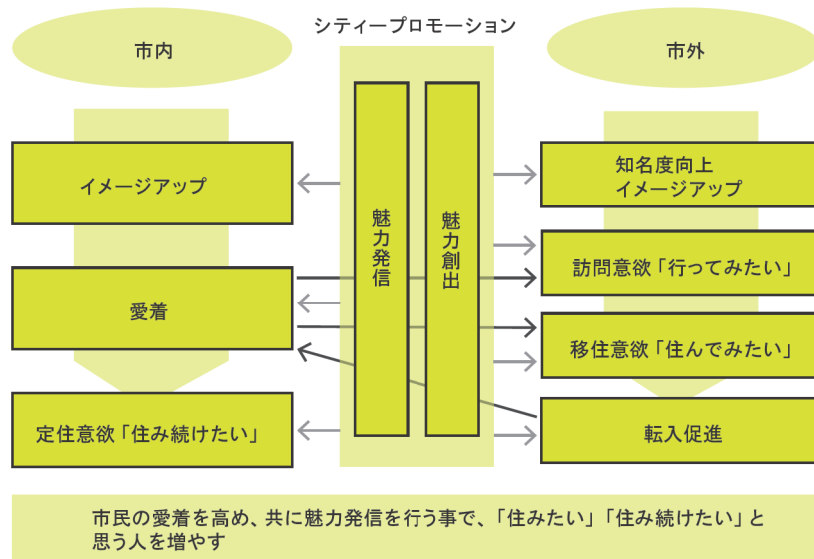 シティープロモーション
市内
市外
イメージアップ
愛着
定住意欲「住み続けたい」
魅力発信
魅力創出
知名度向上
イメージアップ
訪問意欲「行ってみたい」
移住意欲「住んでみたい」
転入促進
市民の愛着を高め、共に魅力発信を行う事で、「住みたい」「住み続けたい」と
思う人を増やす